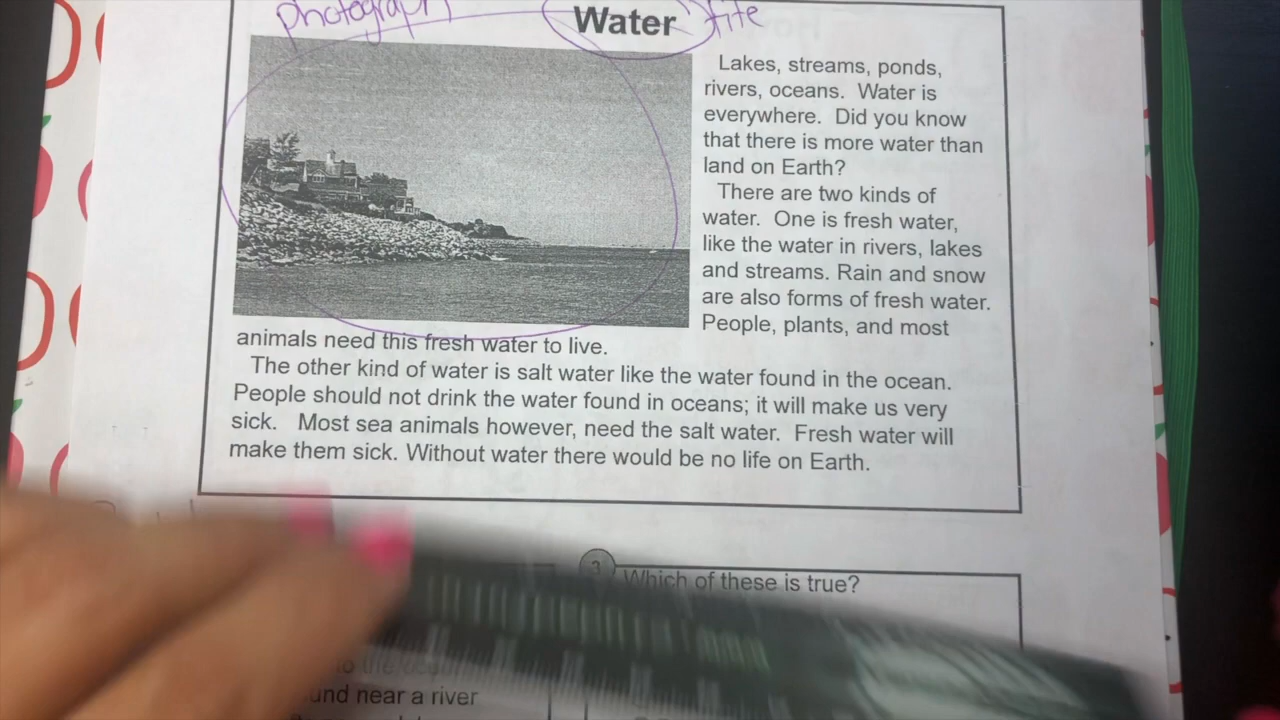 photograph
Water
Lakes, streams, ponds,
rivers, oceans. Water is
everywhere. Did you know
that there is more water than
land on Earth?
There are two kinds of
water. One is fresh water,
like the water in rivers, lakes
and streams. Rain and snow
are also forms of fresh water.
People, plants, and most
animals need this fresh water to live.
The other kind of water is salt water like the water found in the ocean.
People should not drink the water found in oceans; it will make us very
sick. Most sea animals however, need the salt water. Fresh water will
make them sick. Without water there would be no life on Earth.
3
Which of these is true?
und near a river